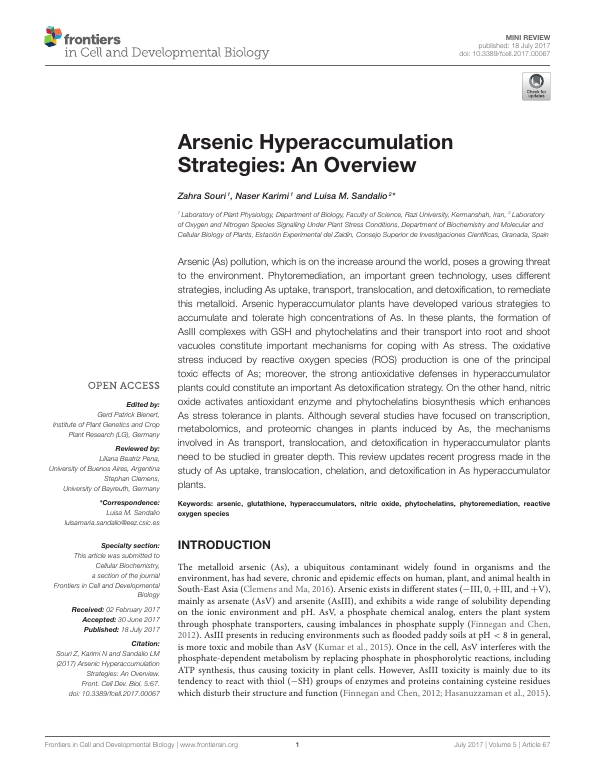 frontiers
in Cell and Developmental Biology
MINI REVIEW
published: 18 July 2017
doi: 10.3389/fcell.2017.00067
Check for
updates
Arsenic Hyperaccumulation
Strategies: An Overview
Zahra Souri 1, Naser Karimi 1 and Luisa M. Sandalio 2*
1 Laboratory of Plant Physiology, Department of Biology, Faculty of Science, Razi University, Kermanshah, Iran, 2 Laboratory
of Oxygen and Nitrogen Species Signalling Under Plant Stress Conditions, Department of Biochemistry and Molecular and
Cellular Biology of Plants, Estación Experimental del Zaidín, Consejo Superior de Investigaciones Científicas, Granada, Spain
Arsenic (As) pollution, which is on the increase around the world, poses a growing threat
to the environment. Phytoremediation, an important green technology, uses different
strategies, including As uptake, transport, translocation, and detoxification, to remediate
this metalloid. Arsenic hyperaccumulator plants have developed various strategies to
accumulate and tolerate high concentrations of As. In these plants, the formation of
AsIII complexes with GSH and phytochelatins and their transport into root and shoot
vacuoles constitute important mechanisms for coping with As stress. The oxidative
stress induced by reactive oxygen species (ROS) production is one of the principal
toxic effects of As; moreover, the strong antioxidative defenses in hyperaccumulator
plants could constitute an important As detoxification strategy. On the other hand, nitric
oxide activates antioxidant enzyme and phytochelatins biosynthesis which enhances
As stress tolerance in plants. Although several studies have focused on transcription,
metabolomics, and proteomic changes in plants induced by As, the mechanisms
involved in As transport, translocation, and detoxification in hyperaccumulator plants
need to be studied in greater depth. This review updates recent progress made in the
study of As uptake, translocation, chelation, and detoxification in As hyperaccumulator
plants.
Keywords: arsenic, glutathione, hyperaccumulators, nitric oxide, phytochelatins, phytoremediation, reactive
oxygen species
OPEN ACCESS
Edited by:
Gerd Patrick Bienert,
Institute of Plant Genetics and Crop
Plant Research (LG), Germany
Reviewed by:
Liliana Beatriz Pena,
University of Buenos Aires, Argentina
Stephan Clemens,
University of Bayreuth, Germany
*Correspondence:
Luisa M. Sandalio
luisamaria.sandalio@eez.csic.es
Specialty section:
This article was submitted to
Cellular Biochemistry,
a section of the journal
Frontiers in Cell and Developmental
Biology
Received: 02 February 2017
Accepted: 30 June 2017
Published: 18 July 2017
Citation:
Souri Z, Karimi N and Sandalio LM
(2017) Arsenic Hyperaccumulation
Strategies: An Overview.
Front. Cell Dev. Biol. 5:67.
doi: 10.3389/fcell.2017.00067
INTRODUCTION
The metalloid arsenic (As), a ubiquitous contaminant widely found in organisms and the
environment, has had severe, chronic and epidemic effects on human, plant, and animal health in
South-East Asia (Clemens and Ma, 2016). Arsenic exists in different states (−III, 0, +III, and +V),
mainly as arsenate (AsV) and arsenite (AsIII), and exhibits a wide range of solubility depending
on the ionic environment and pH. AsV, a phosphate chemical analog, enters the plant system
through phosphate transporters, causing imbalances in phosphate supply (Finnegan and Chen,
2012). AsIII presents in reducing environments such as flooded paddy soils at pH < 8 in general,
is more toxic and mobile than AsV (Kumar et al., 2015). Once in the cell, AsV interferes with the
phosphate-dependent metabolism by replacing phosphate in phosphorolytic reactions, including
ATP synthesis, thus causing toxicity in plant cells. However, AsIII toxicity is mainly due to its
tendency to react with thiol (−SH) groups of enzymes and proteins containing cysteine residues
which disturb their structure and function (Finnegan and Chen, 2012; Hasanuzzaman et al., 2015).
Frontiers in Cell and Developmental Biology | www.frontiersin.org
1
July 2017 | Volume 5 | Article 67